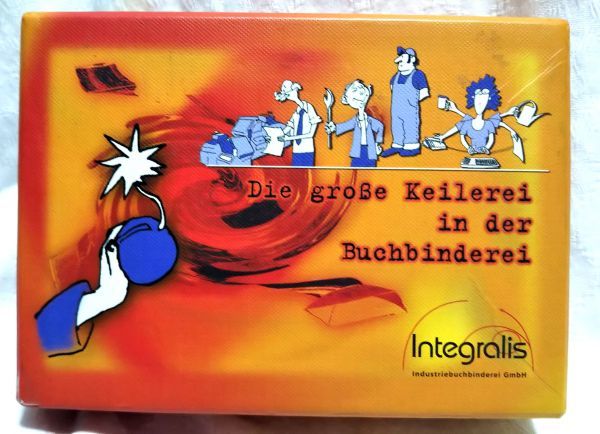 Die große Keilerei
in der
Buchbinderei
Integralis
Industriebuchbinderei GmbH